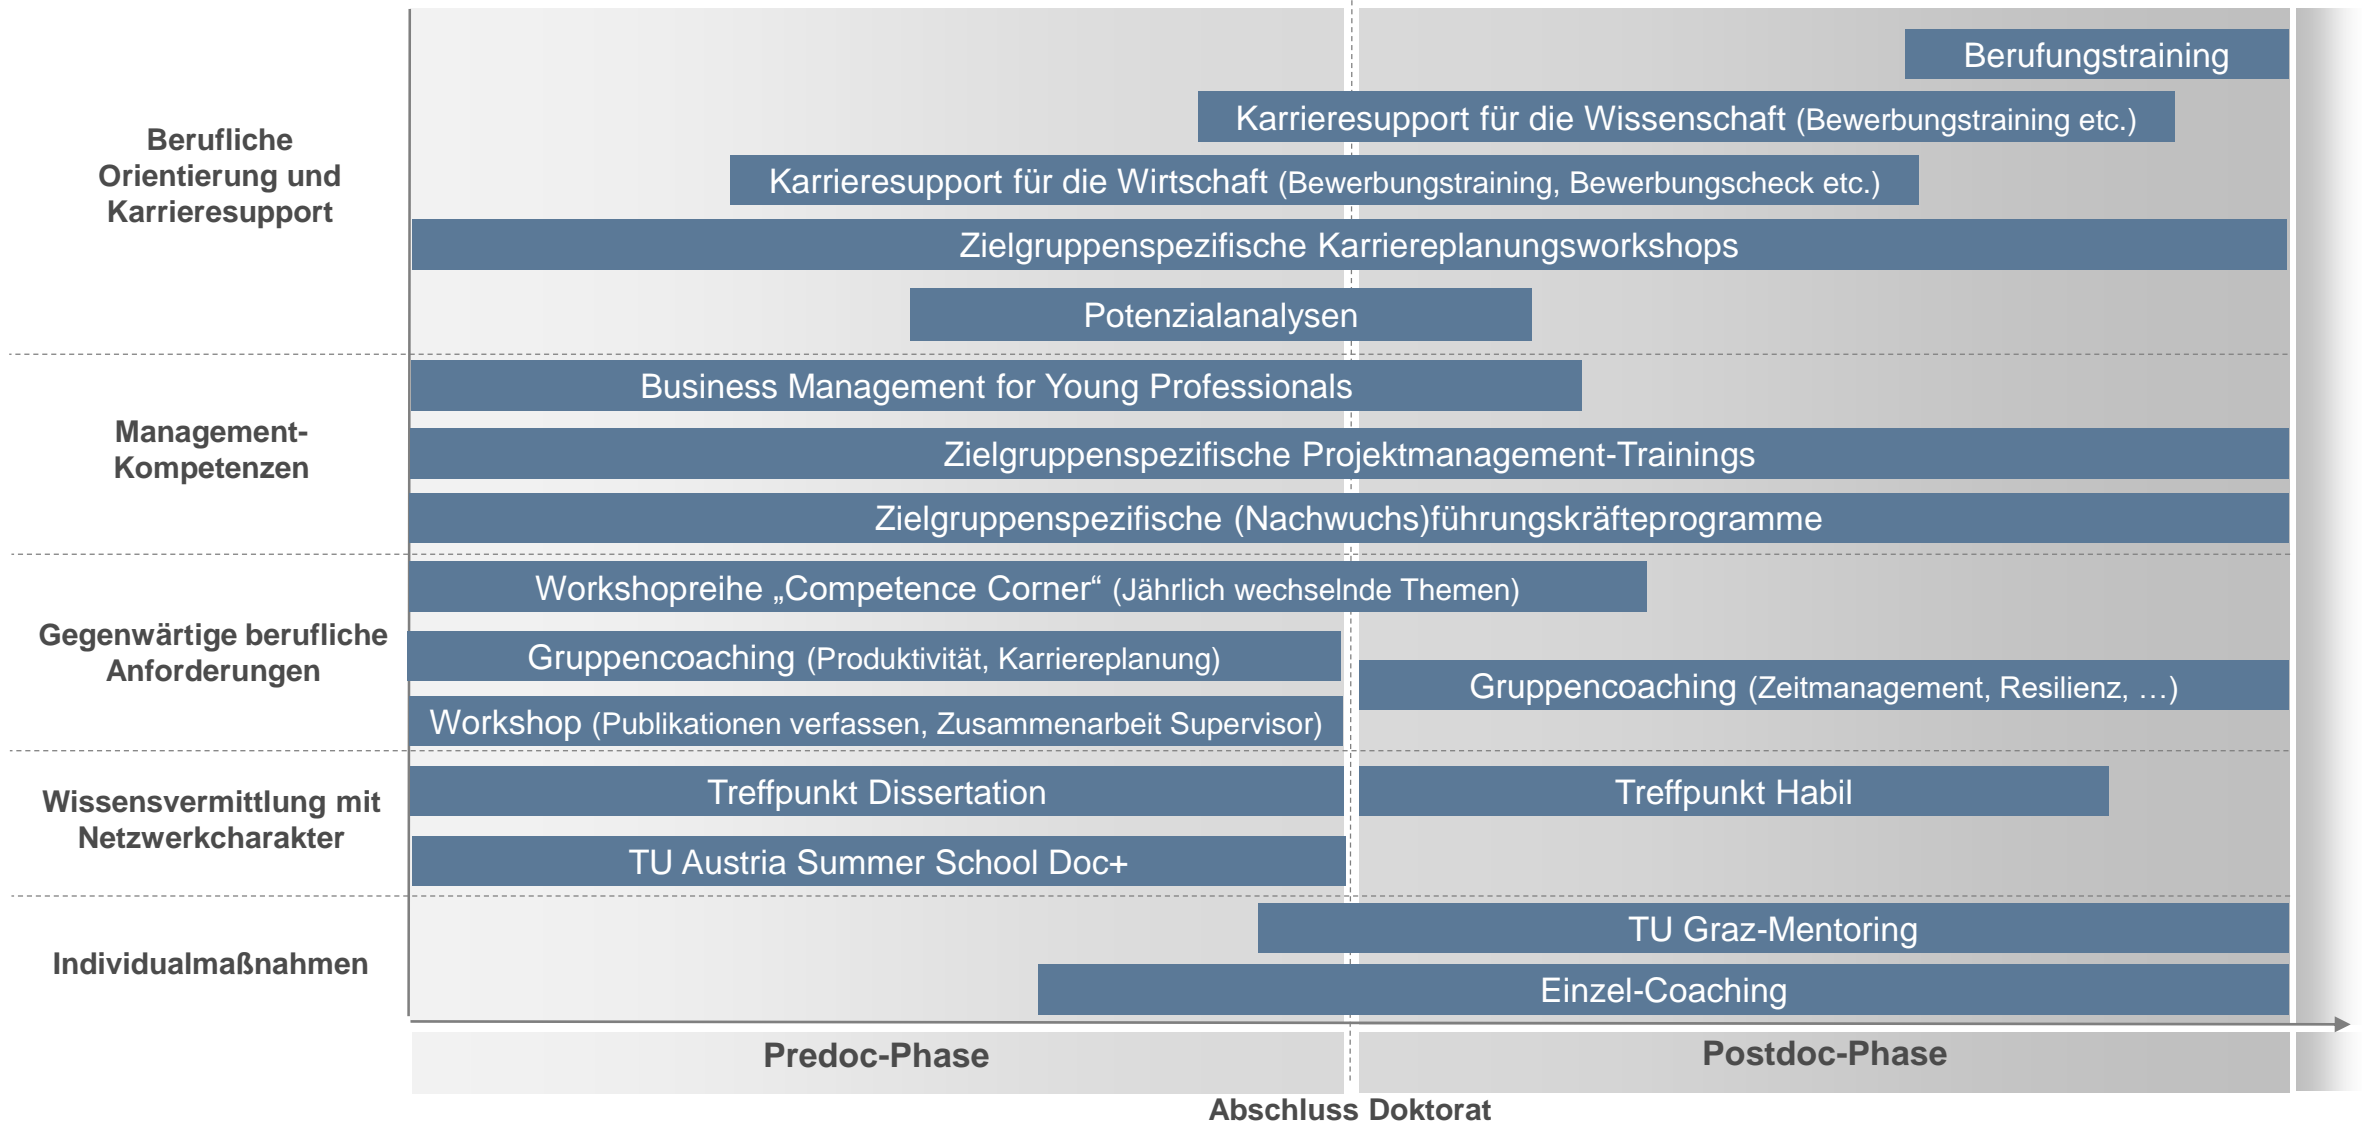 Berufliche
Orientierung und
Karrieresupport
Berufungstraining
Karrieresupport für die Wissenschaft (Bewerbungstraining etc.)
Karrieresupport für die Wirtschaft (Bewerbungstraining, Bewerbungscheck etc.)
Zielgruppenspezifische Karriereplanungsworkshops
Potenzialanalysen
Management-
Kompetenzen
Business Management for Young Professionals
Zielgruppenspezifische Projektmanagement-Trainings
Zielgruppenspezifische (Nachwuchs)führungskräfteprogramme
Gegenwärtige berufliche
Anforderungen
Workshopreihe „Competence Corner“ (Jährlich wechselnde Themen)
Gruppencoaching (Produktivität, Karriereplanung)
Gruppencoaching (Zeitmanagement, Resilienz, …)
Workshop (Publikationen verfassen, Zusammenarbeit Supervisor)
Wissensvermittlung mit
Netzwerkcharakter
Treffpunkt Dissertation
Treffpunkt Habil
TU Austria Summer School Doc+
Individualmaßnahmen
TU Graz-Mentoring
Einzel-Coaching
Predoc-Phase
Postdoc-Phase
Abschluss Doktorat